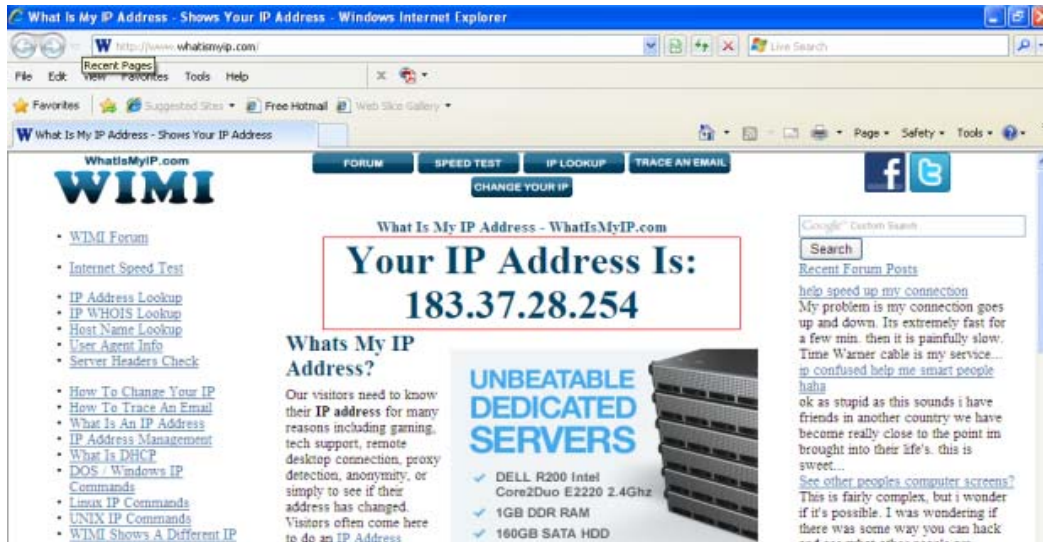 What Is My IP Address - Shows Your IP Address - Windows Internet Explorer
http://www.whatismyip.com/
Live Search
Recent Pages
File Edit View Favorites Tools Help
Favorites Suggested Sites Free Hotmail Web Slice Gallery
What Is My IP Address - Shows Your IP Address
Page Safety Tools
WhatIsMyIP.com
WIMI
FORUM SPEED TEST IP LOOKUP TRACE AN EMAIL
CHANGE YOUR IP
WIMI Forum
Internet Speed Test
IP Address Lookup
IP WHOIS Lookup
Host Name Lookup
User Agent Info
Server Headers Check
How To Change Your IP
How To Trace An Email
What Is An IP Address
IP Address Management
What Is DHCP
DOS / Windows IP
Commands
Linux IP Commands
UNIX IP Commands
WIMI Shows A Different IP
What Is My IP Address - WhatIsMyIP.com
Your IP Address Is:
183.37.28.254
Whats My IP
Address?
Our visitors need to know
their IP address for many
reasons including gaming,
tech support, remote
desktop connection, proxy
detection, anonymity, or
simply to see if their
address has changed.
Visitors often come here
to do an IP Address
UNBEATABLE
DEDICATED
SERVERS
DELL R200 Intel
Core2Duo E2220 2.4Ghz
1GB DDR RAM
160GB SATA HDD
f
Google Custom Search
Search
Recent Forum Posts
help speed up my connection
My problem is my connection goes
up and down. Its extremely fast for
a few min. then it is painfully slow.
Time Warner cable is my service...
ip confused help me smart people
haha
ok as stupid as this sounds i have
friends in another country we have
become really close to the point im
brought into their life's. this is
sweet...
See other peoples computer screens?
This is fairly complex, but i wonder
if it's possible. I was wondering if
there was some way you can hack